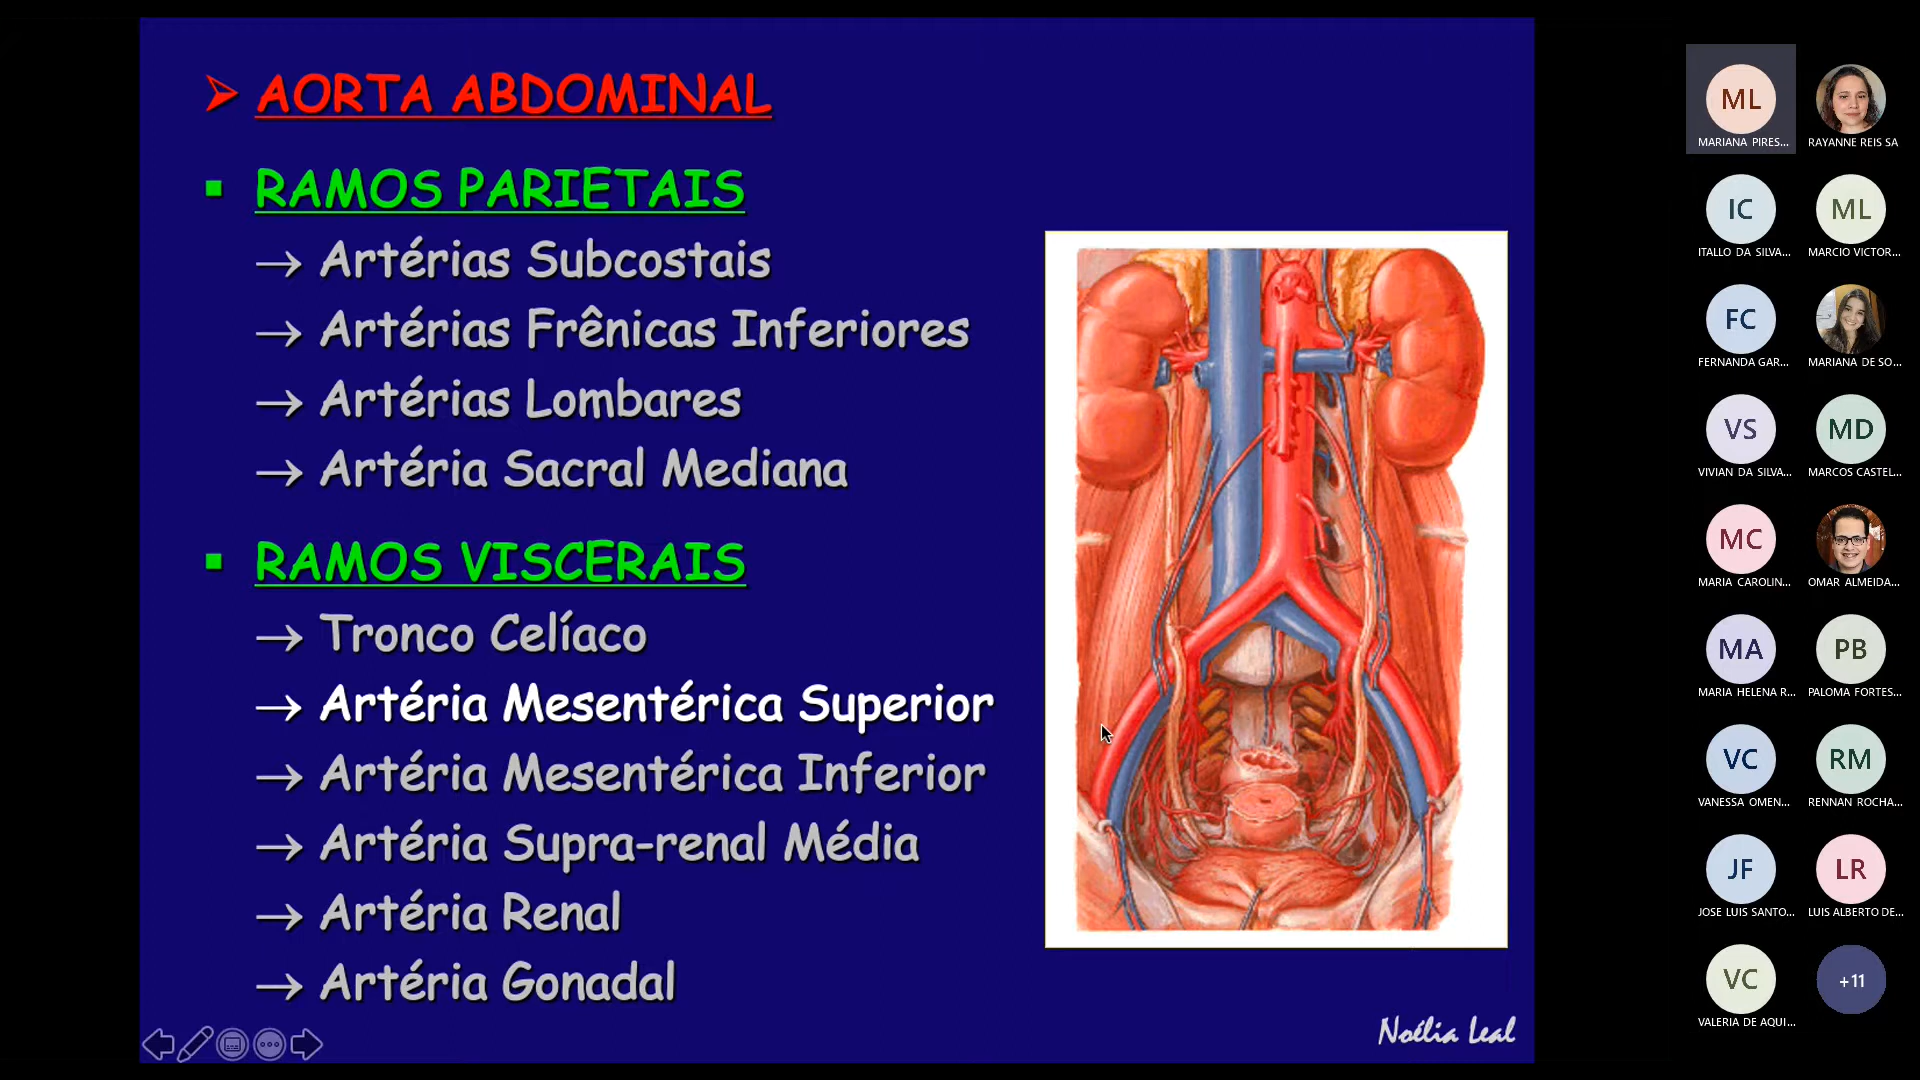 AORTA ABDOMINAL
RAMOS PARIETAIS
→ Artérias Subcostais
→ Artérias Frênicas Inferiores
→ Artérias Lombares
→ Artéria Sacral Mediana
RAMOS VISCERAIS
→ Tronco Celíaco
→ Artéria Mesentérica Superior
→ Artéria Mesentérica Inferior
→ Artéria Supra-renal Média
→ Artéria Renal
→ Artéria Gonadal
Noélia Leal
ML
MARIANA PIRES...
RAYANNE REIS SA
IC
ITALLO DA SILVA...
ML
MARCIO VICTOR...
FC
FERNANDA GAR...
MARIANA DE SO...
VS
VIVIAN DA SILVA...
MD
MARCOS CASTEL...
MC
MARIA CAROLIN...
OMAR ALMEIDA...
MA
MARIA HELENA R...
PB
PALOMA FORTES...
VC
VANESSA OMEN...
RM
RENNAN ROCHA...
JF
JOSE LUIS SANTO...
LR
LUIS ALBERTO DE...
VC
VALERIA DE AQUI...
+11